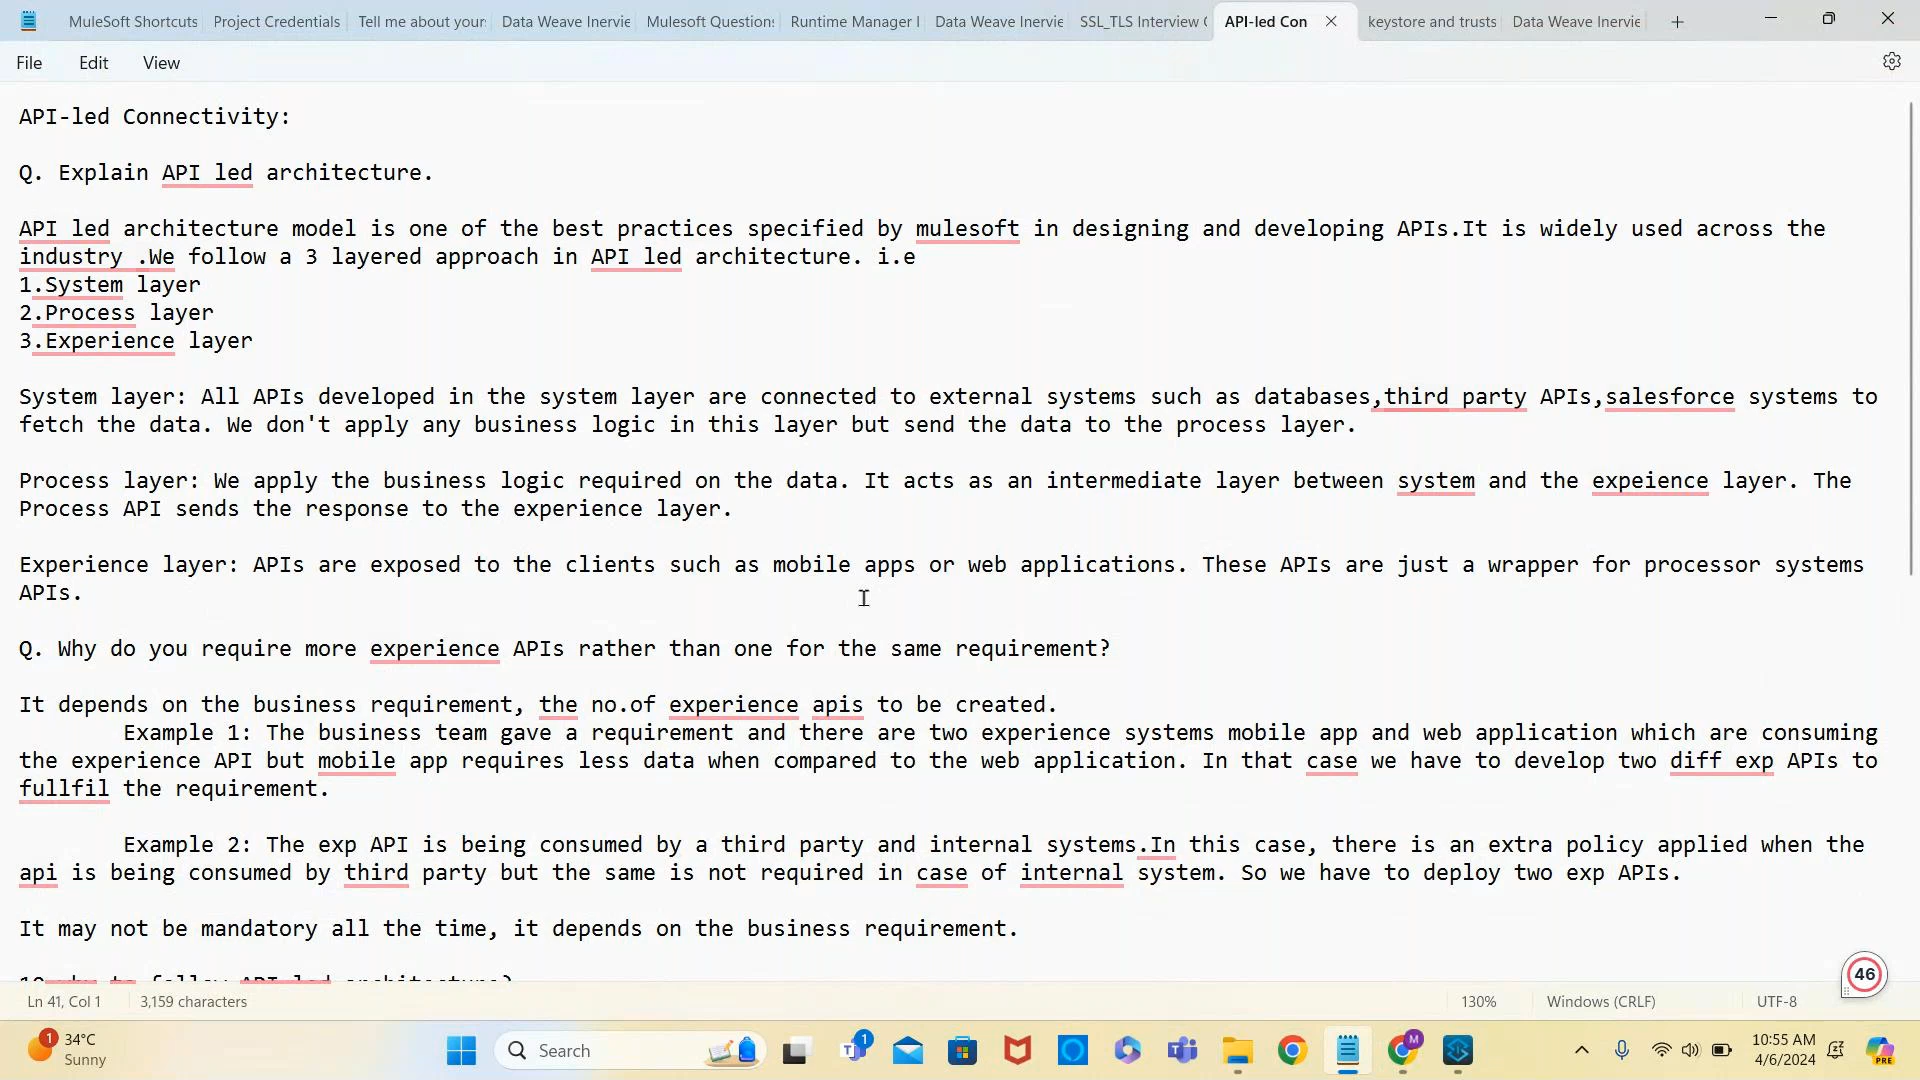 MuleSoft Shortcuts
Project Credentials
Tell me about your
Data Weave Inervie
Mulesoft Question
Runtime Manager I
Data Weave Inervie
SSL_TLS Interview
API-led Con
keystore and trusts
Data Weave Inervie
File Edit View
API-led Connectivity:
Q. Explain API led architecture.
API led architecture model is one of the best practices specified by mulesoft in designing and developing APIs.It is widely used across the
industry .We follow a 3 layered approach in API led architecture. i.e
1.System layer
2.Process layer
3.Experience layer
System layer: All APIs developed in the system layer are connected to external systems such as databases,third party APIs,salesforce systems to
fetch the data. We don't apply any business logic in this layer but send the data to the process layer.
Process layer: We apply the business logic required on the data. It acts as an intermediate layer between system and the expeience layer. The
Process API sends the response to the experience layer.
Experience layer: APIs are exposed to the clients such as mobile apps or web applications. These APIs are just a wrapper for processor systems
APIs.
Q. Why do you require more experience APIs rather than one for the same requirement?
It depends on the business requirement, the no.of experience apis to be created.
Example 1: The business team gave a requirement and there are two experience systems mobile app and web application which are consuming
the experience API but mobile app requires less data when compared to the web application. In that case we have to develop two diff exp APIs to
fullfil the requirement.
Example 2: The exp API is being consumed by a third party and internal systems.In this case, there is an extra policy applied when the
api is being consumed by third party but the same is not required in case of internal system. So we have to deploy two exp APIs.
It may not be mandatory all the time, it depends on the business requirement.
to follow API led architecture?
46
Ln 41, Col 1 3,159 characters 130% Windows (CRLF) UTF-8
1 34°C
Sunny
Search
1
M
10:55 AM
4/6/2024
PRE